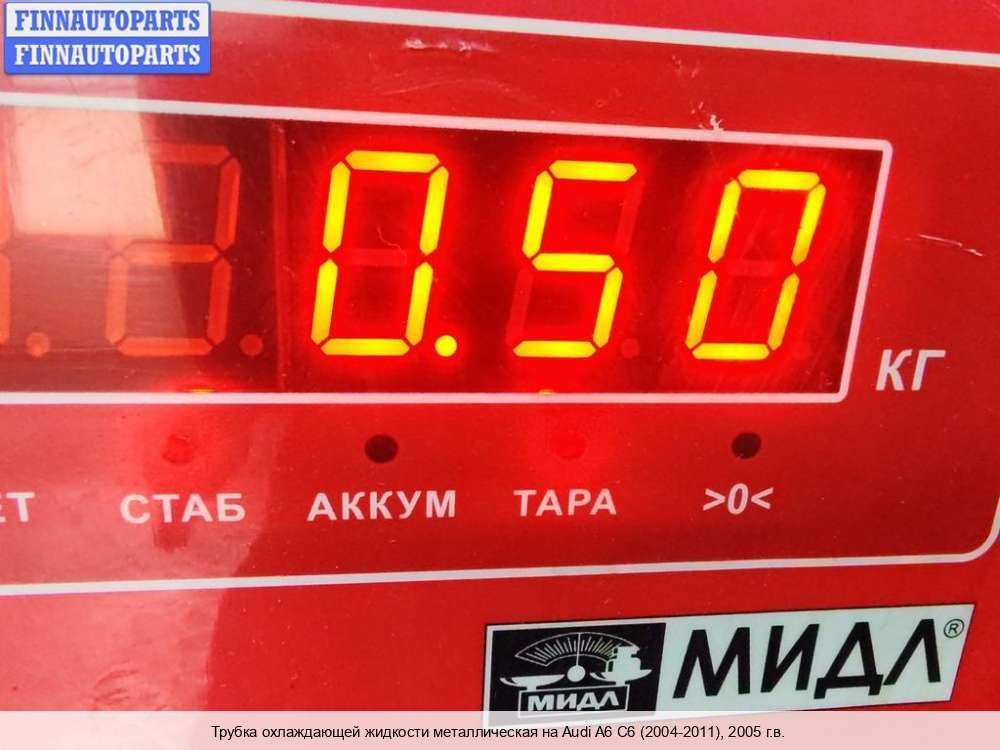 FINNAUTOPARTS
FINNAUTOPARTS
0.50
КГ
СТАБ АККУМ ТАРА >0<
МИДЛ МИДЛ®
Трубка охлаждающей жидкости металлическая на Audi A6 C6 (2004-2011), 2005 г.в.